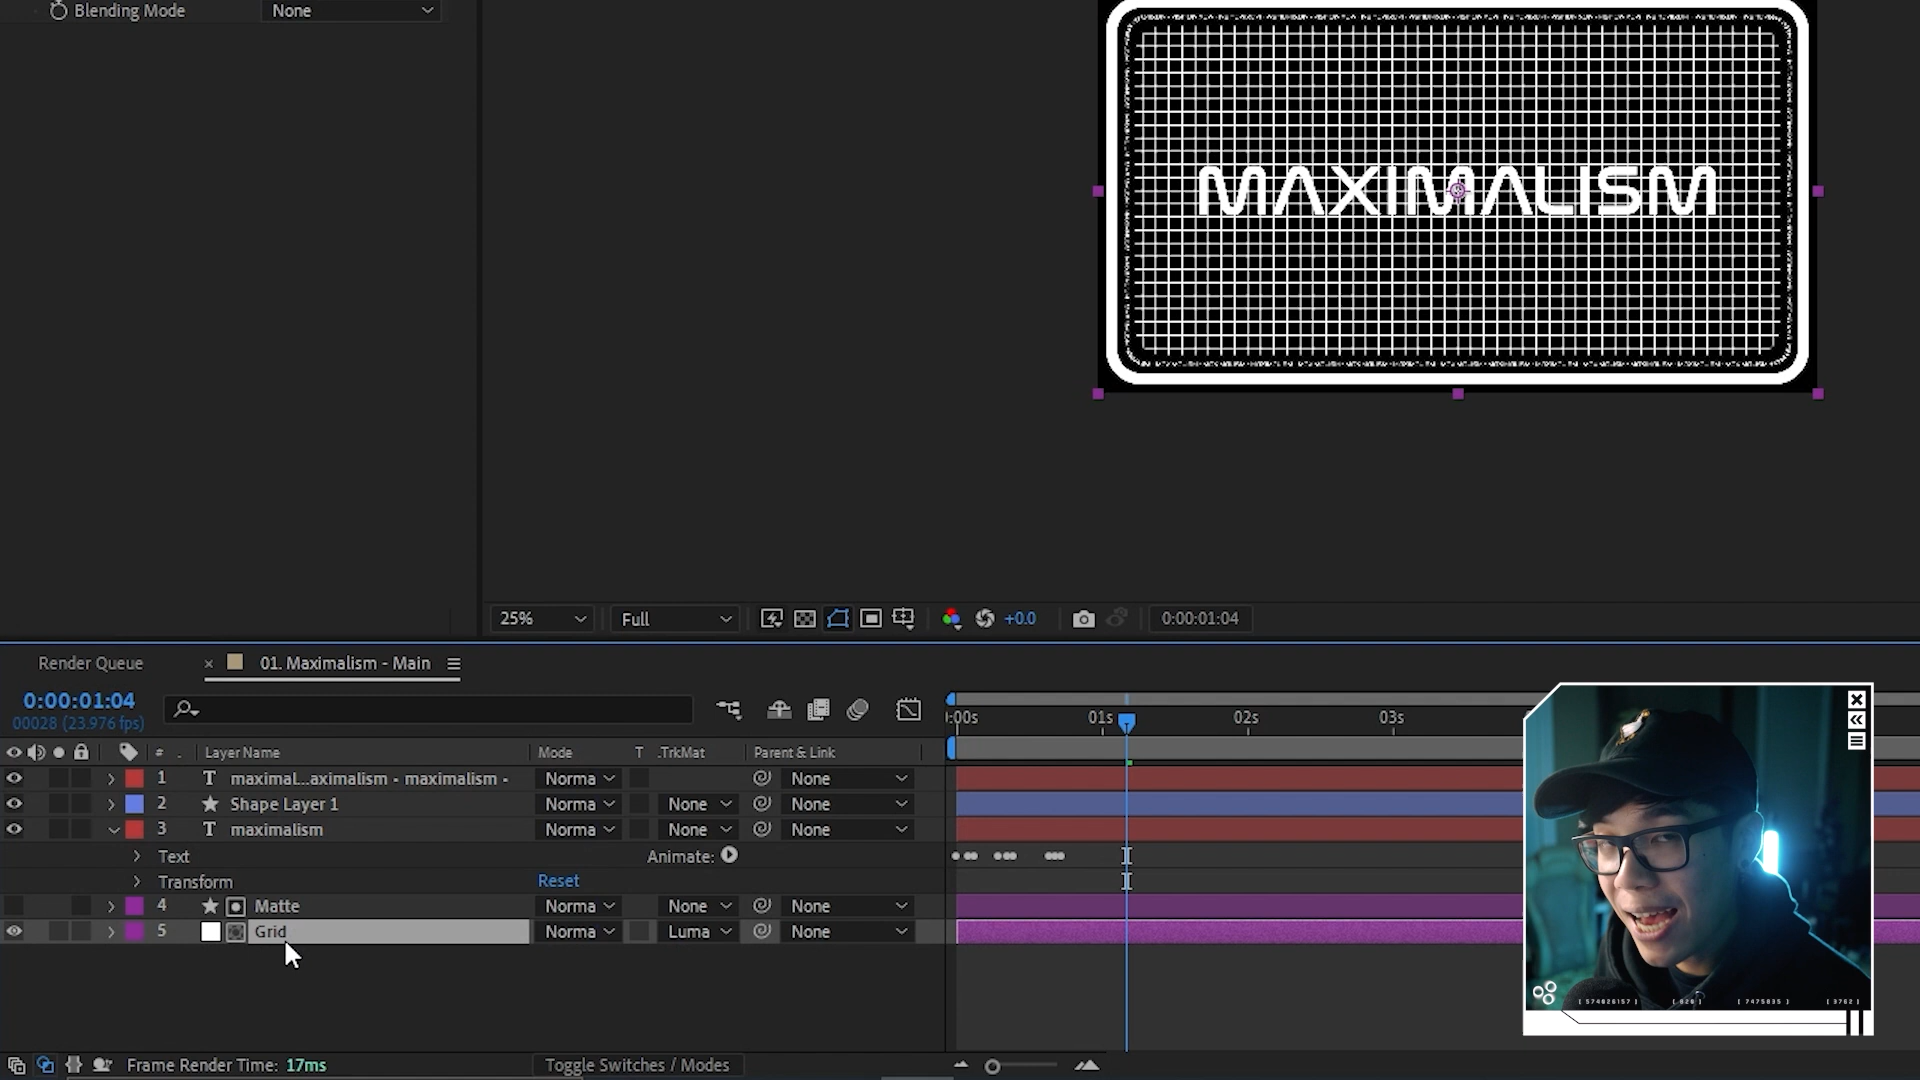 Blending Mode None
MAXIMALISM
25% Full +0.0 0:00:01:04
Render Queue × 01. Maximalism - Main
0:00:01:04
00028 (23.976 fps)
:00s 01s 02s 03s
# Layer Name Mode T .TrkMat Parent & Link
1 T maximal...aximalism - maximalism - Norma None
2 Shape Layer 1 Norma None None
3 T maximalism Norma None None
Text Animate:
Transform Reset
4 Matte Norma None None
5 Grid Norma Luma None
Frame Render Time: 17ms Toggle Switches / Modes